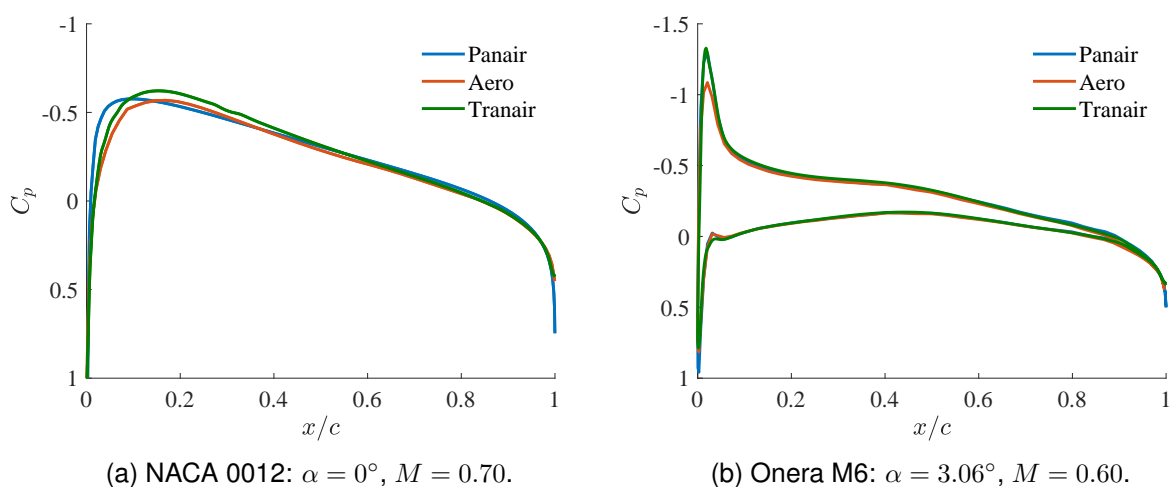 -1
-0.5
0
0.5
1
C_p
0 0.2 0.4 0.6 0.8 1
x/c
Panair
Aero
Tranair
(a) NACA 0012: α = 0°, M = 0.70.
-1.5
-1
-0.5
0
0.5
1
C_p
0 0.2 0.4 0.6 0.8 1
x/c
Panair
Aero
Tranair
(b) Onera M6: α = 3.06°, M = 0.60.